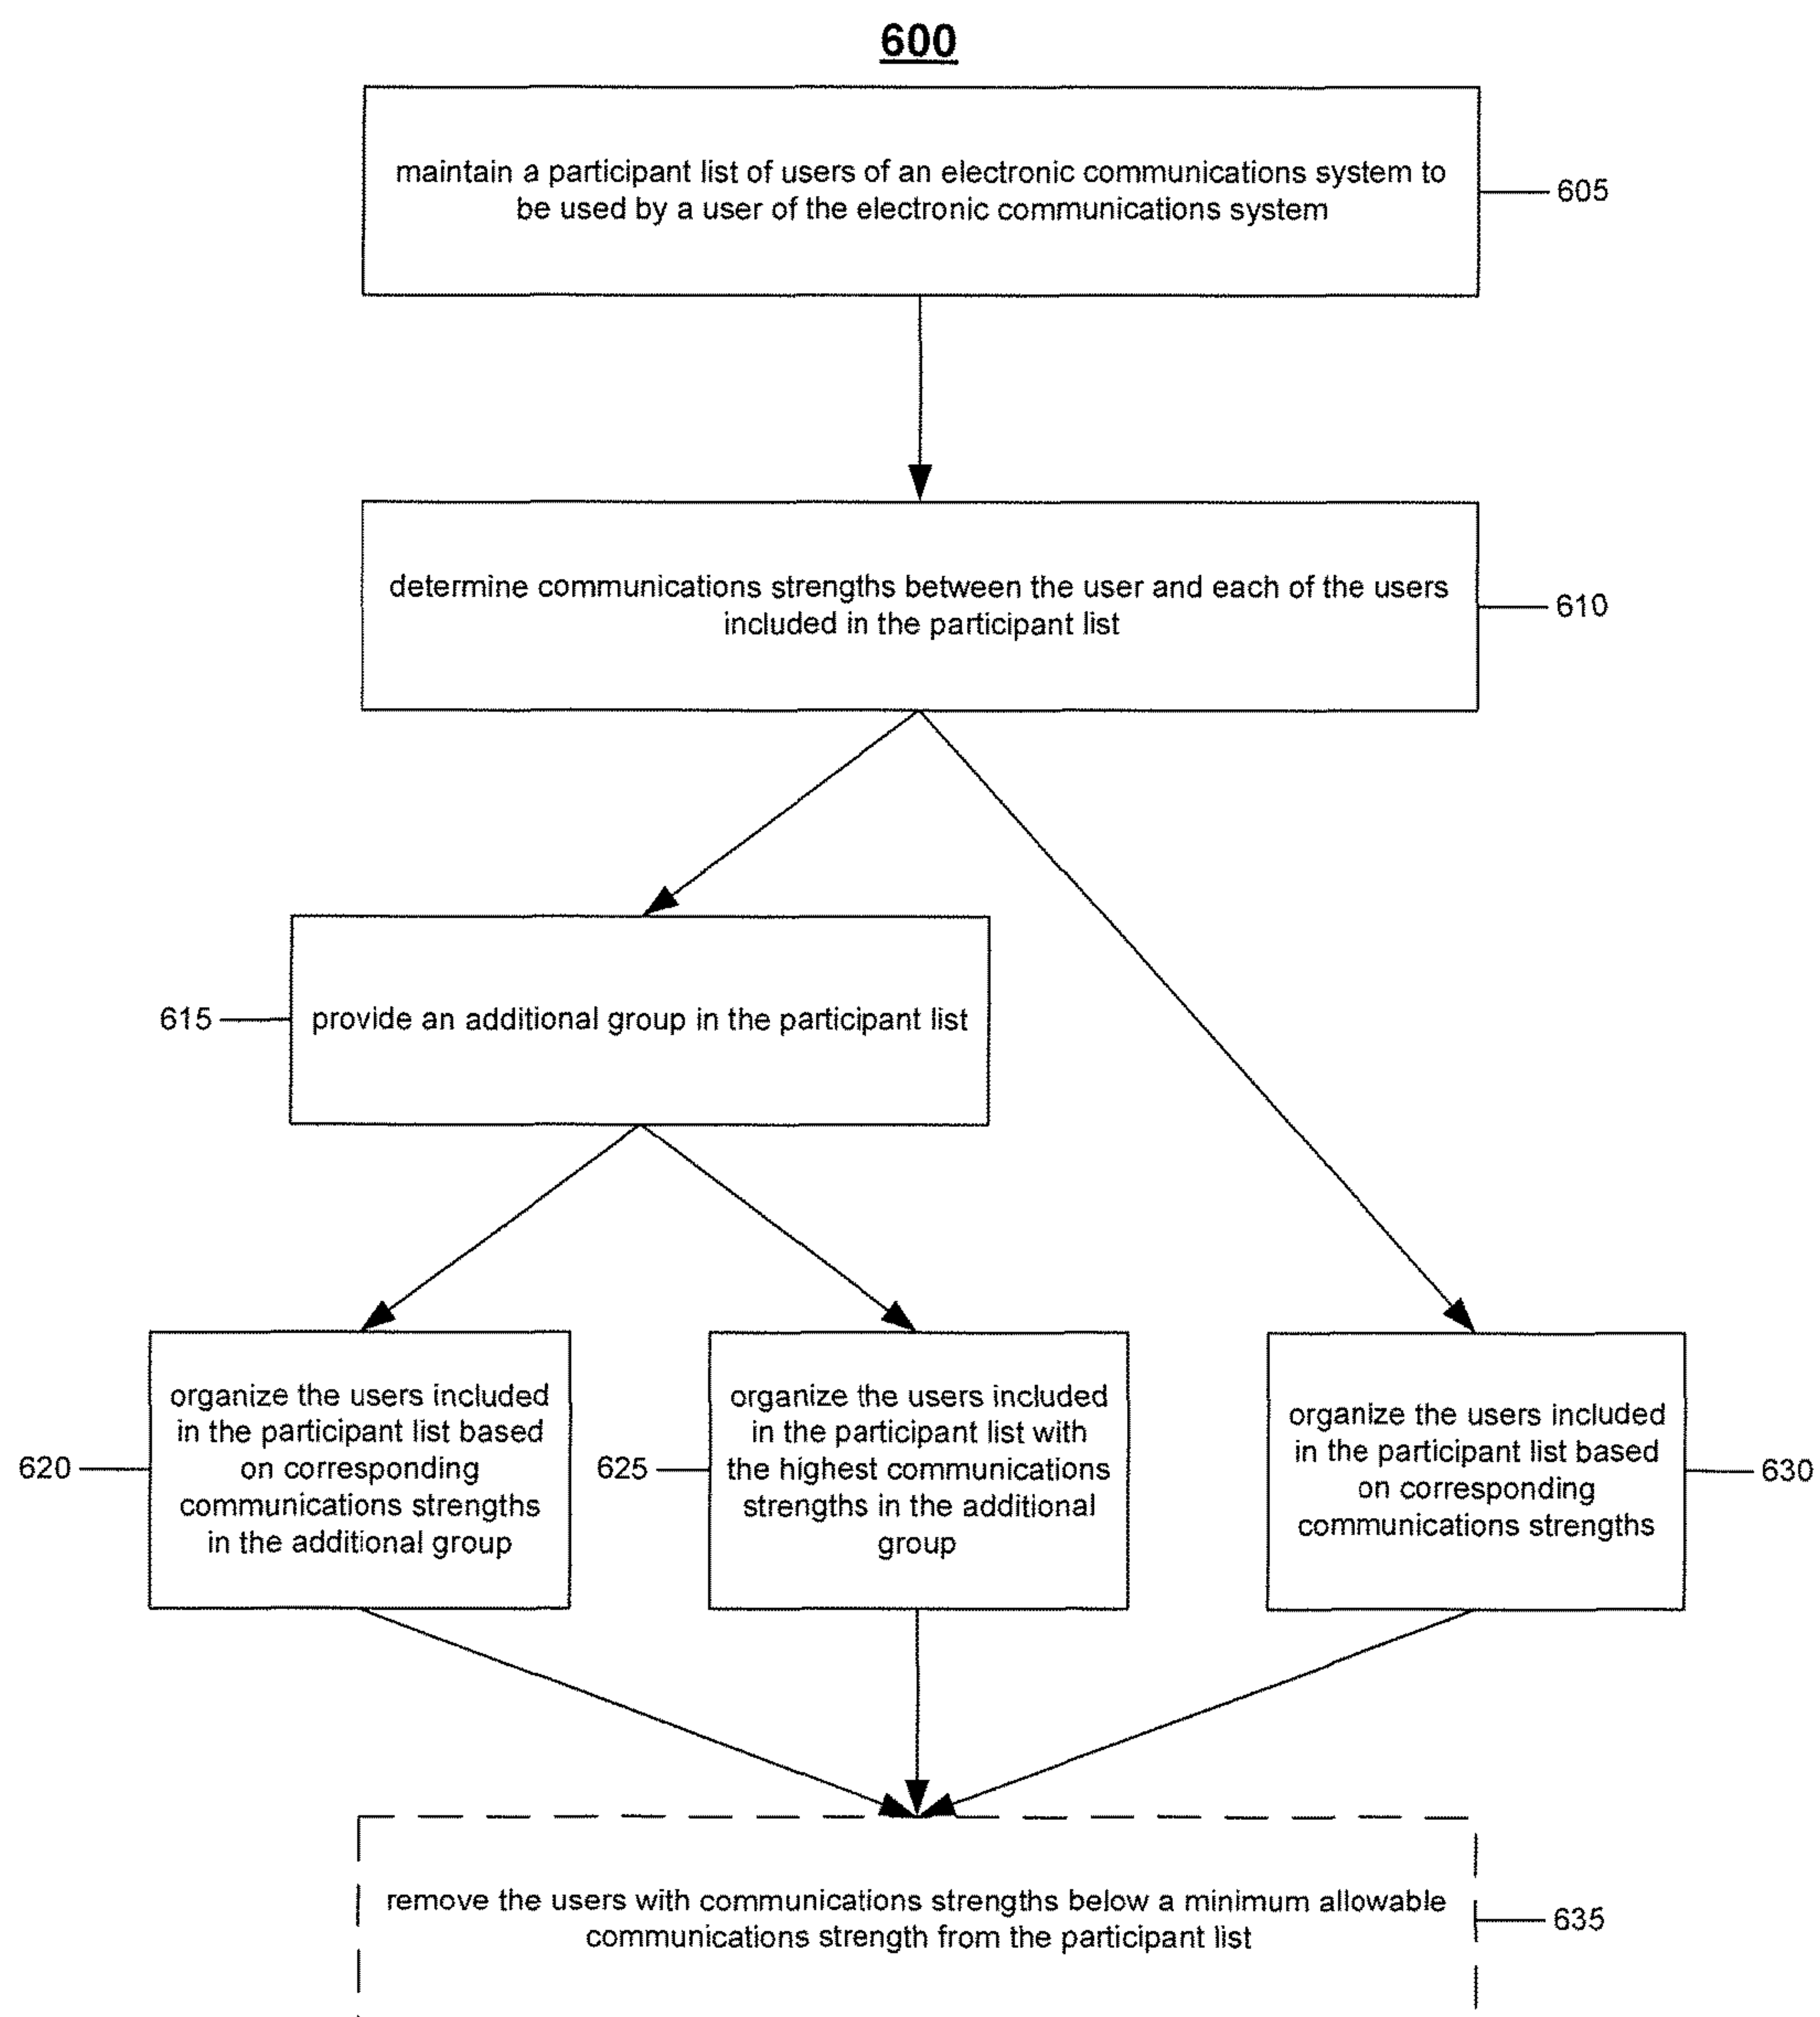 600
maintain a participant list of users of an electronic communications system to
be used by a user of the electronic communications system
605
determine communications strengths between the user and each of the users
included in the participant list
610
615
provide an additional group in the participant list
620
organize the users included
in the participant list based
on corresponding
communications strengths
in the additional group
625
organize the users included
in the participant list with
the highest communications
strengths in the additional
group
organize the users included
in the participant list based
on corresponding
communications strengths
630
remove the users with communications strengths below a minimum allowable
communications strength from the participant list
635